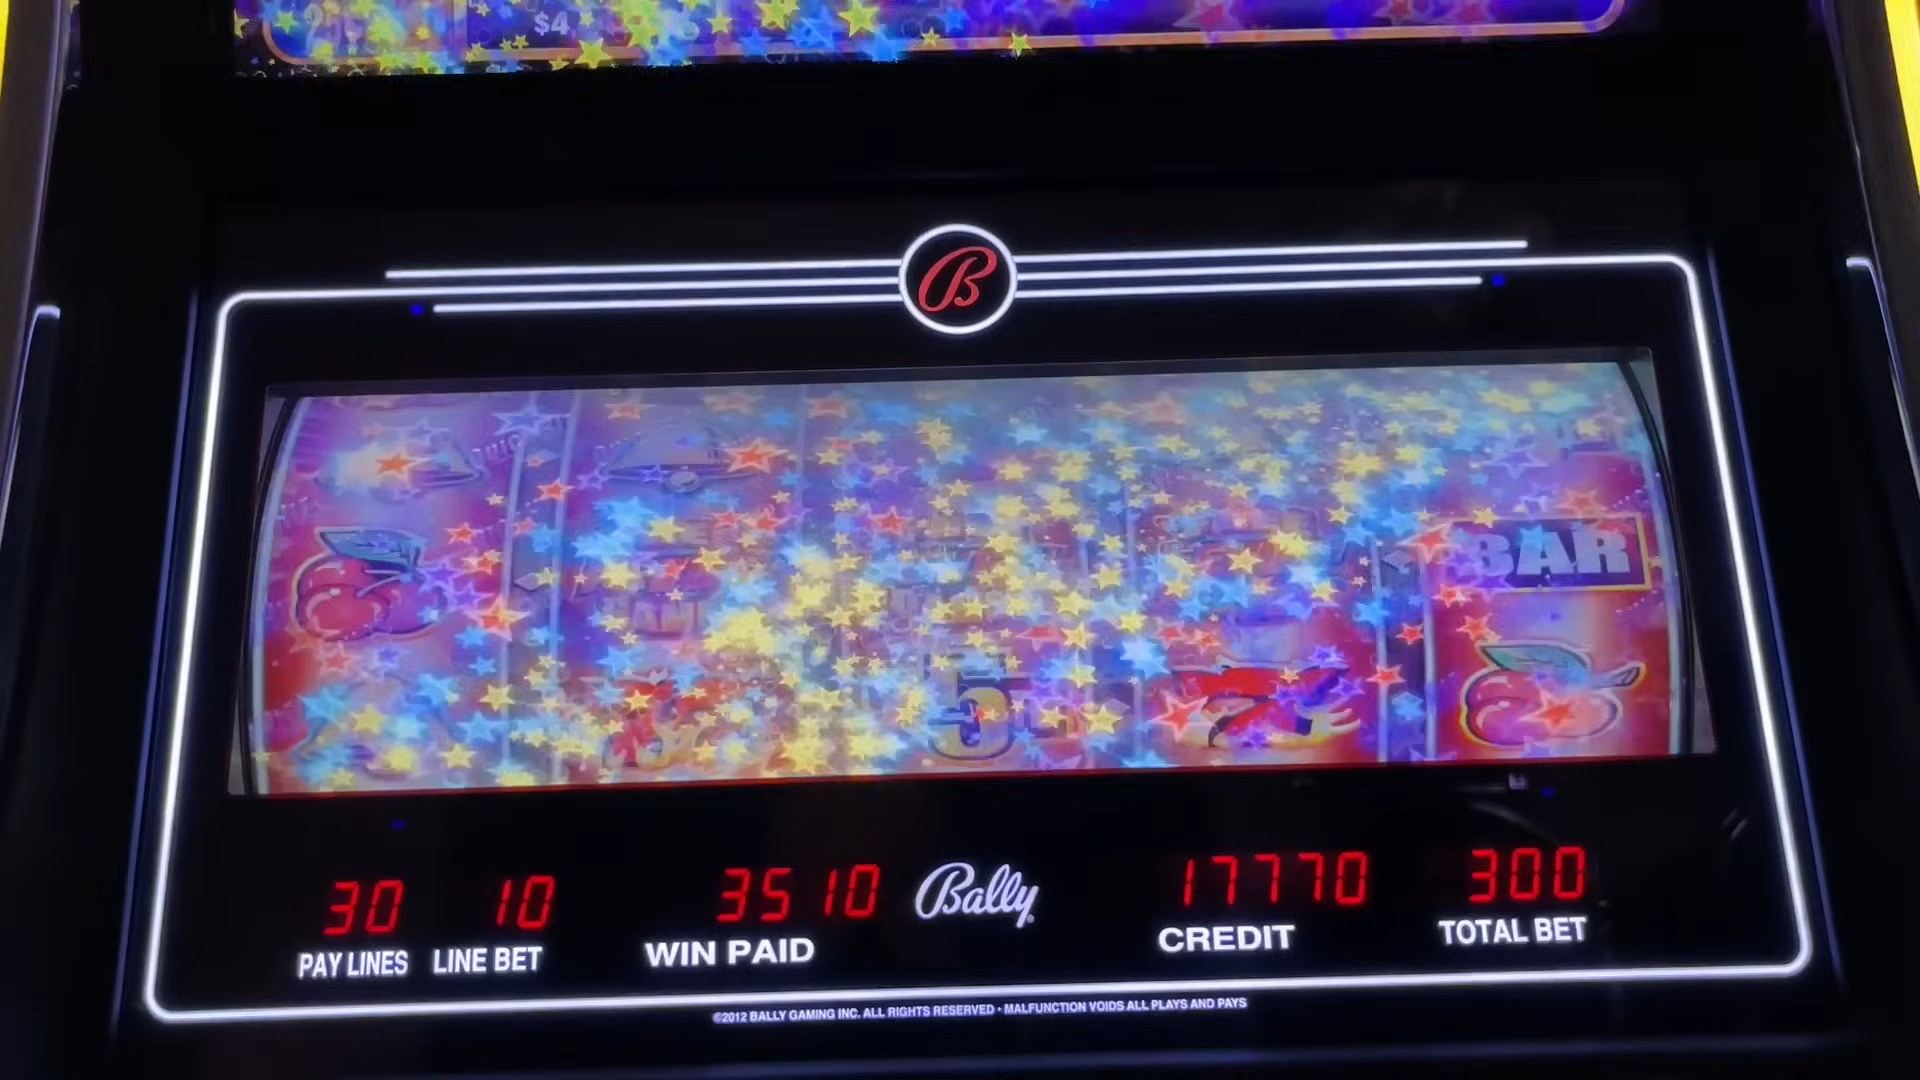 $4
B
BAR
5
30 10 3510 Bally 17770 300
PAY LINES LINE BET WIN PAID CREDIT TOTAL BET
©2012 BALLY GAMING INC. ALL RIGHTS RESERVED • MALFUNCTION VOIDS ALL PLAYS AND PAYS